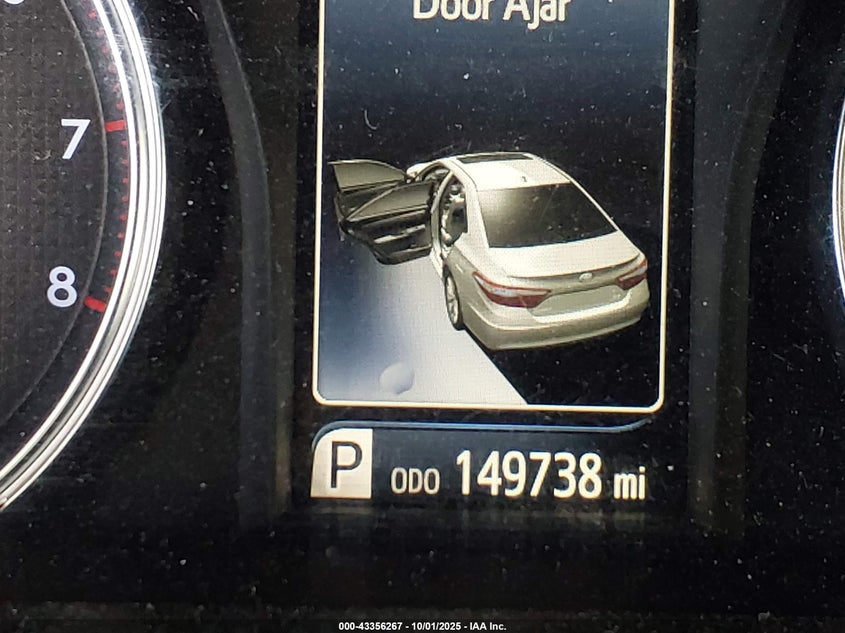 Door Ajar
7
8
P ODO 149738 mi
000-43356267 - 10/01/2025 - IAA Inc.